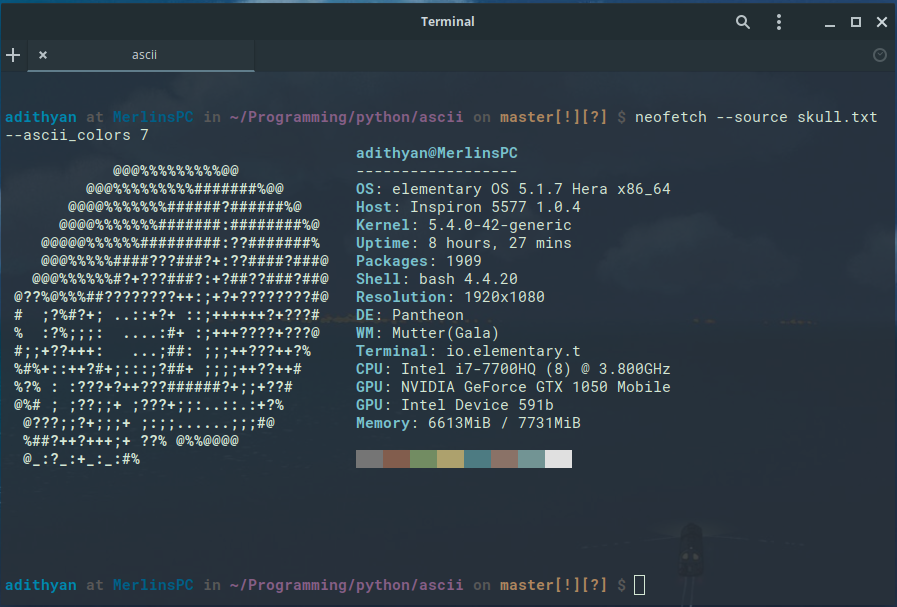 Terminal
ascii
adithyan at MerlinsPC in ~/Programming/python/ascii on master[!][?] $ neofetch --source skull.txt
--ascii_colors 7
adithyan@MerlinsPC
------------------
@@@%%%%%%%%%@@
OS: elementary OS 5.1.7 Hera x86_64
@@@%%%%%%%%%#######%@@
Host: Inspiron 5577 1.0.4
@@@@%%%%%%%######?######%@
Kernel: 5.4.0-42-generic
@@@@%%%%%%%#######:########%@
Uptime: 8 hours, 27 mins
@@@@@%%%%%%#########:??#######%
Packages: 1909
@@@%%%%%####???###?+:??####?###@
Shell: bash 4.4.20
@@@%%%%%%#?+???###?:+?##??###?##@
Resolution: 1920x1080
@??%@%%%##????????++:;+?+????????#@
DE: Pantheon
#  ;?%#?+; ..::+?+ ::;++++++?+???#
WM: Mutter(Gala)
%  :?%;;;:  ....:#+ :;+++????+???@
Terminal: io.elementary.t
#;;+??+++:   ...;##: ;;;++???++?%
CPU: Intel i7-7700HQ (8) @ 3.800GHz
%#%+::++?#+;:::;?##+ ;;;;++??++#
GPU: NVIDIA GeForce GTX 1050 Mobile
%?% : :???+?++???######?+;;+??#
GPU: Intel Device 591b
@%# ; ;??;;+ ;???+;;:..::.:+?%
Memory: 6613MiB / 7731MiB
@???;;?+;;;+ ;:;;......;;;#@
%##?++?+++;+ ??% @%%@@@@
@_:?_:+_:_:#%
adithyan at MerlinsPC in ~/Programming/python/ascii on master[!][?] $